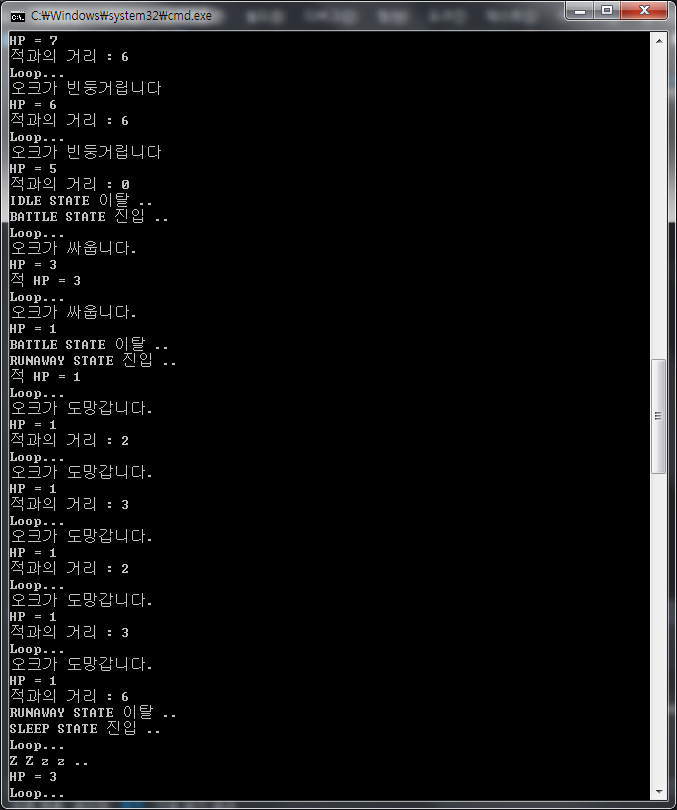 C:₩Windows₩system32₩cmd.exe
HP = 7
적과의 거리 : 6
Loop...
오크가 빈둥거립니다
HP = 6
적과의 거리 : 6
Loop...
오크가 빈둥거립니다
HP = 5
적과의 거리 : 0
IDLE STATE 이탈 ..
BATTLE STATE 진입 ..
Loop...
오크가 싸웁니다.
HP = 3
적 HP = 3
Loop...
오크가 싸웁니다.
HP = 1
BATTLE STATE 이탈 ..
RUNAWAY STATE 진입 ..
적 HP = 1
Loop...
오크가 도망갑니다.
HP = 1
적과의 거리 : 2
Loop...
오크가 도망갑니다.
HP = 1
적과의 거리 : 3
Loop...
오크가 도망갑니다.
HP = 1
적과의 거리 : 2
Loop...
오크가 도망갑니다.
HP = 1
적과의 거리 : 3
Loop...
오크가 도망갑니다.
HP = 1
적과의 거리 : 6
RUNAWAY STATE 이탈 ..
SLEEP STATE 진입 ..
Loop...
Z Z z z ..
HP = 3
Loop...